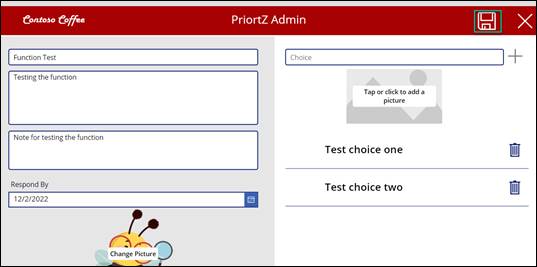 Contoso Coffee
PriortZ Admin
Function Test
Testing the function
Note for testing the function
Respond By
12/2/2022
Change Picture
Choice
Tap or click to add a
picture
Test choice one
Test choice two